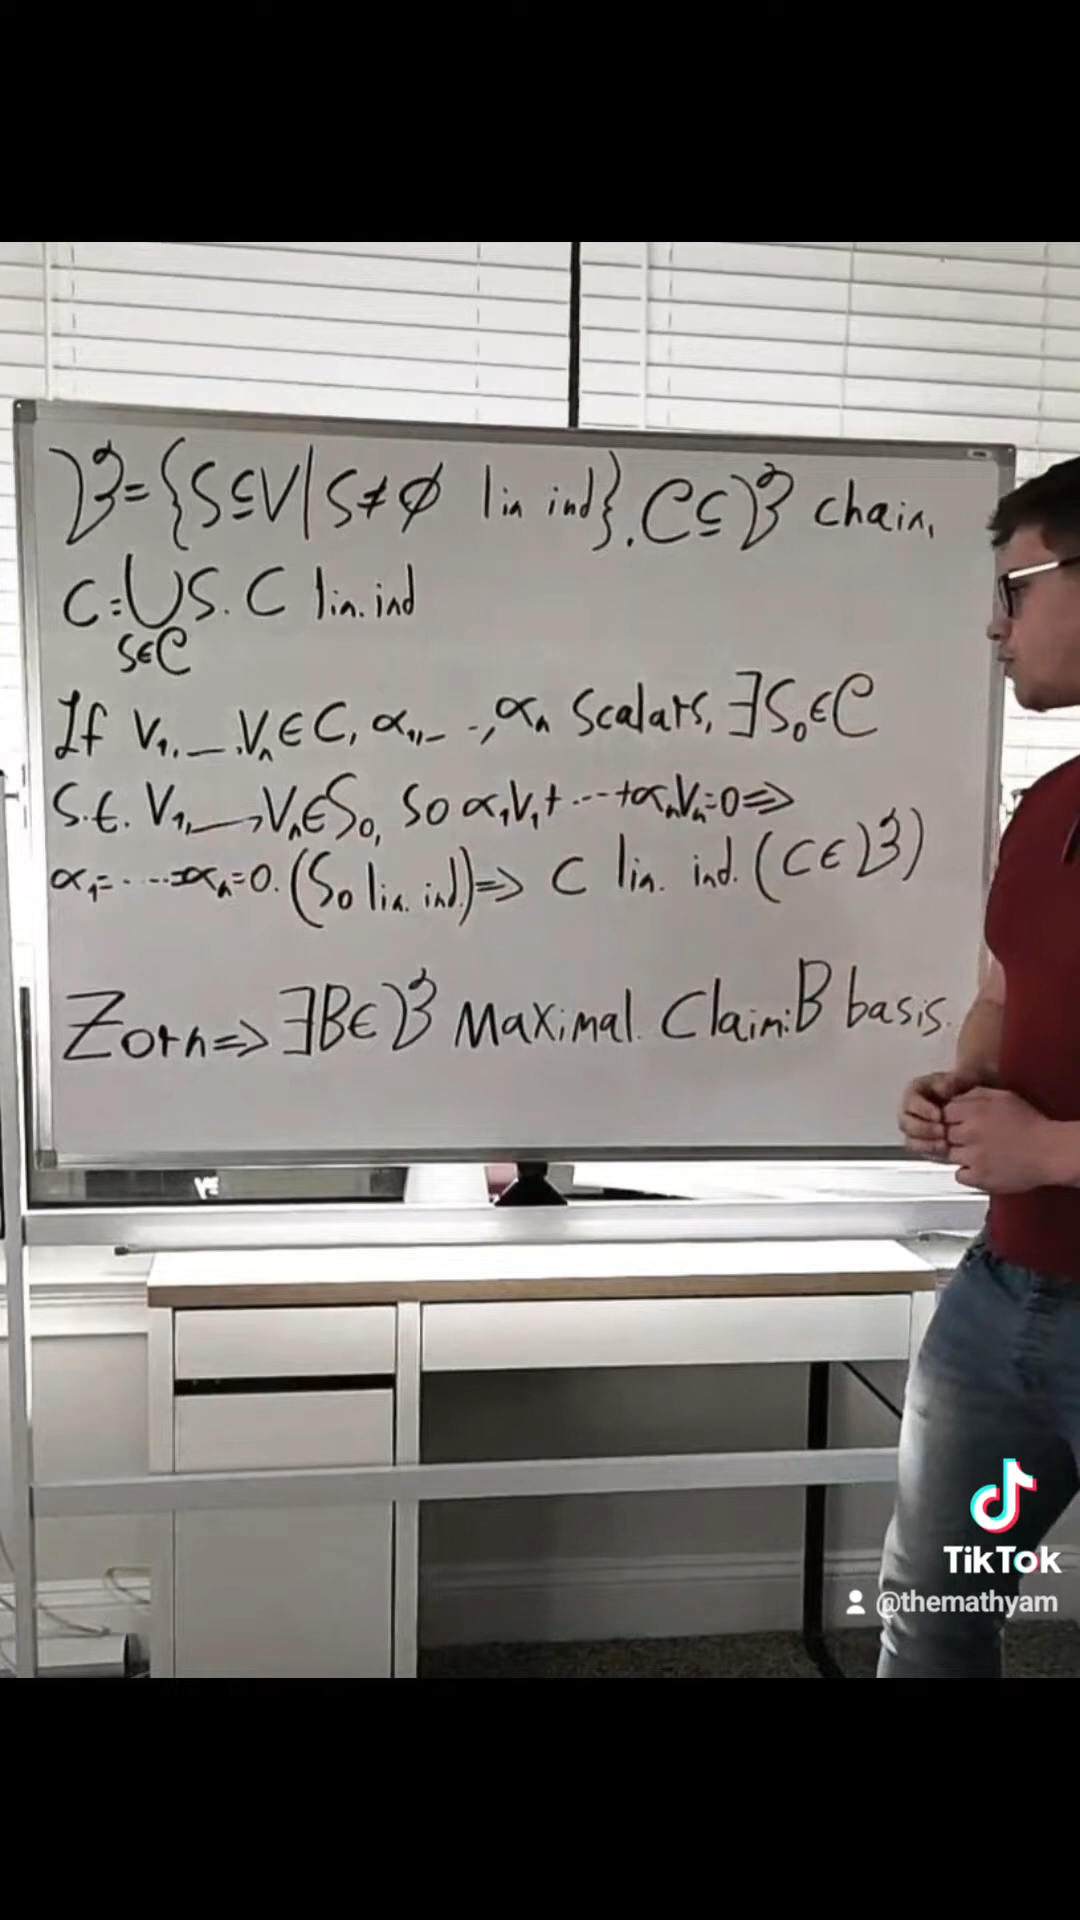 𝓑={S⊆V|S≠∅ lin ind}. 𝓒⊆𝓑 chain,
C=⋃S. C lin. ind
S∈𝓒
If V₁,...,Vₙ∈C, α₁,...,αₙ scalars, ∃S₀∈𝓒
s.t. V₁,...,Vₙ∈S₀, so α₁V₁+...+αₙVₙ=0⇒
α₁=...=αₙ=0. (S₀ lin. ind.)⇒ C lin. ind. (C∈𝓑)
Zorn⇒ ∃B∈𝓑 Maximal. Claim: B basis.
TikTok
@themathyam